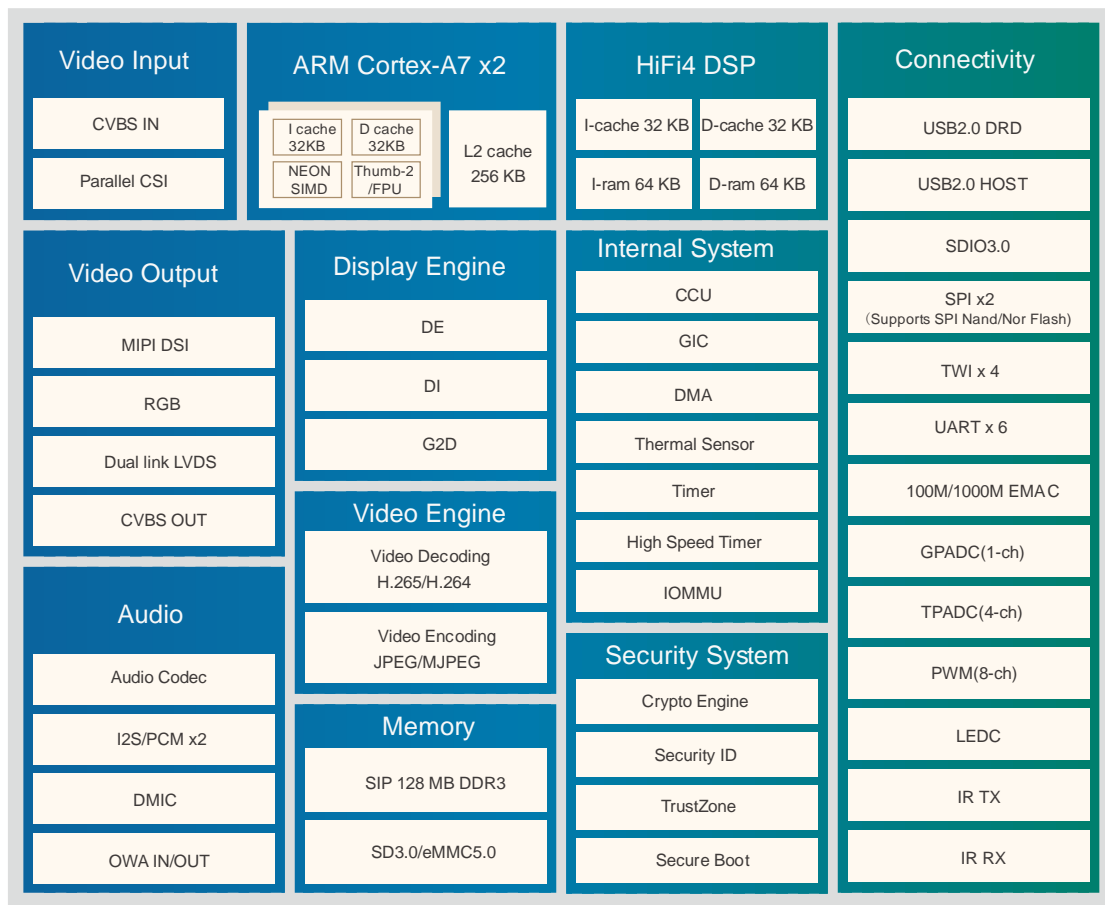 Video Input
CVBS IN
Parallel CSI
ARM Cortex-A7 x2
I cache
32KB
D cache
32KB
NEON
SIMD
Thumb-2
/FPU
L2 cache
256 KB
HiFi4 DSP
I-cache 32 KB
D-cache 32 KB
I-ram 64 KB
D-ram 64 KB
Connectivity
USB2.0 DRD
USB2.0 HOST
SDIO3.0
SPI x2
（Supports SPI Nand/Nor Flash)
TWI x 4
UART x 6
100M/1000M EMAC
GPADC(1-ch)
TPADC(4-ch)
PWM(8-ch)
LEDC
IR TX
IR RX
Video Output
MIPI DSI
RGB
Dual link LVDS
CVBS OUT
Display Engine
DE
DI
G2D
Internal System
CCU
GIC
DMA
Thermal Sensor
Timer
High Speed Timer
IOMMU
Video Engine
Video Decoding
H.265/H.264
Video Encoding
JPEG/MJPEG
Audio
Audio Codec
I2S/PCM x2
DMIC
OWA IN/OUT
Memory
SIP 128 MB DDR3
SD3.0/eMMC5.0
Security System
Crypto Engine
Security ID
TrustZone
Secure Boot